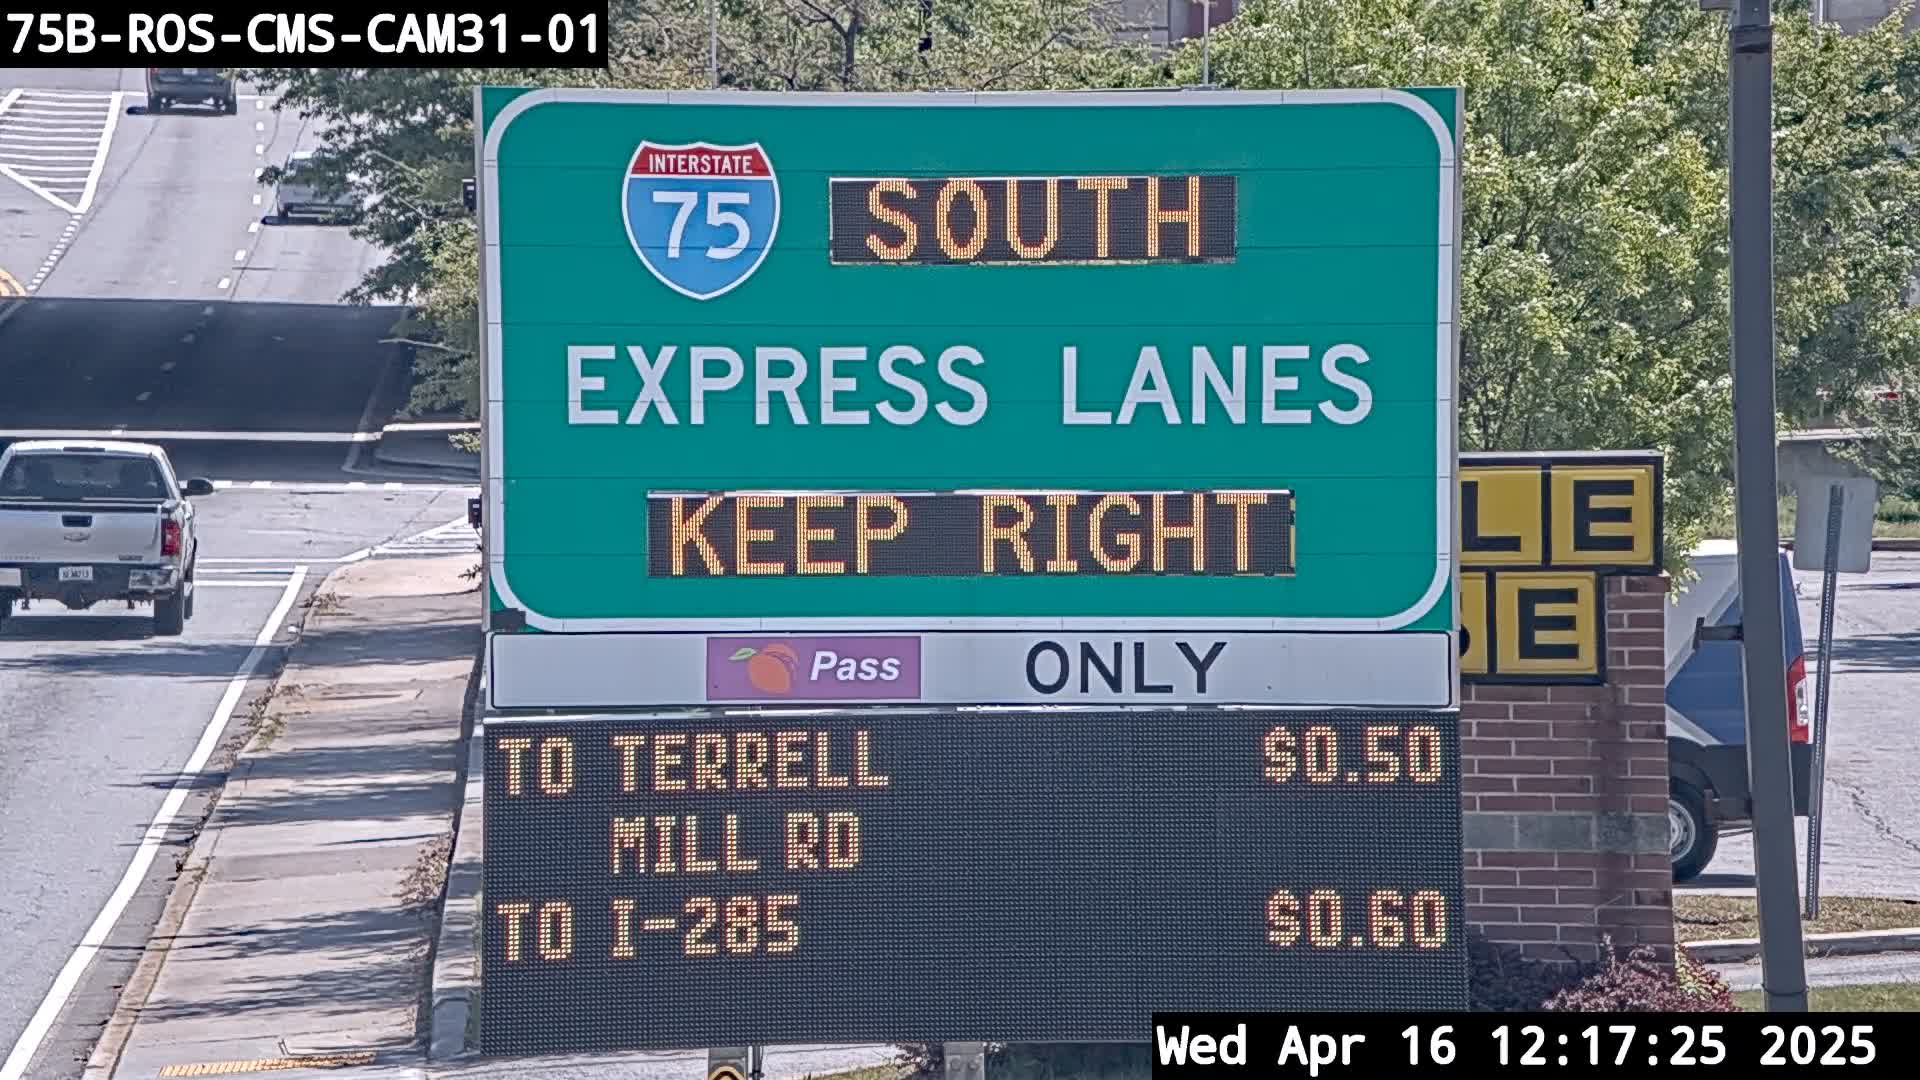 75B-ROS-CMS-CAM31-01
INTERSTATE
75
SOUTH
EXPRESS LANES
KEEP RIGHT
Pass ONLY
TO TERRELL $0.50
MILL RD
TO I-285 $0.60
LE
E
Wed Apr 16 12:17:25 2025